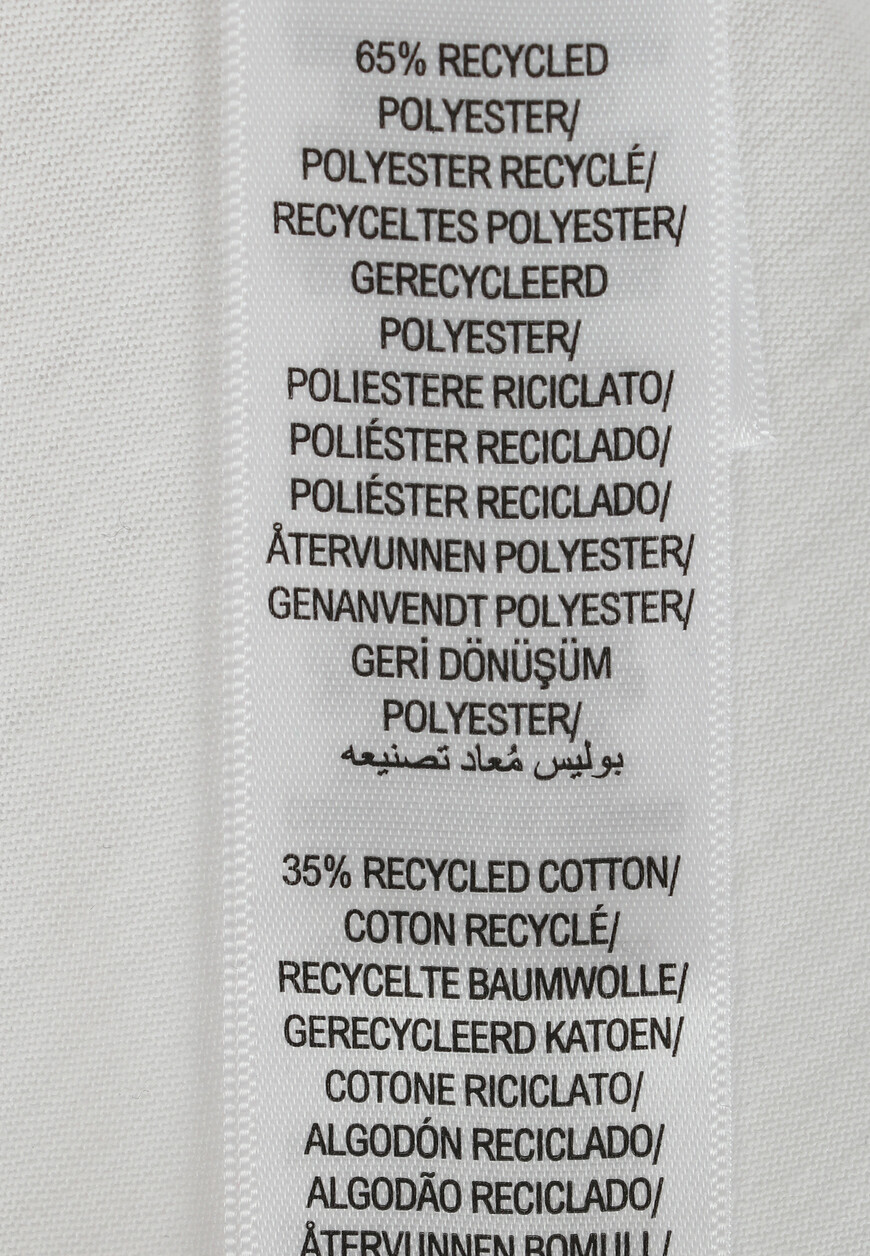 65% RECYCLED
POLYESTER/
POLYESTER RECYCLÉ/
RECYCELTES POLYESTER/
GERECYCLEERD
POLYESTER/
POLIESTERE RICICLATO/
POLIÉSTER RECICLADO/
POLIÉSTER RECICLADO/
ÅTERVUNNEN POLYESTER/
GENANVENDT POLYESTER/
GERİ DÖNÜŞÜM
POLYESTER/
بوليس مُعاد تصنيعه
35% RECYCLED COTTON/
COTON RECYCLÉ/
RECYCELTE BAUMWOLLE/
GERECYCLEERD KATOEN/
COTONE RICICLATO/
ALGODÓN RECICLADO/
ALGODÃO RECICLADO/
ÅTERVUNNEN BOMULL/